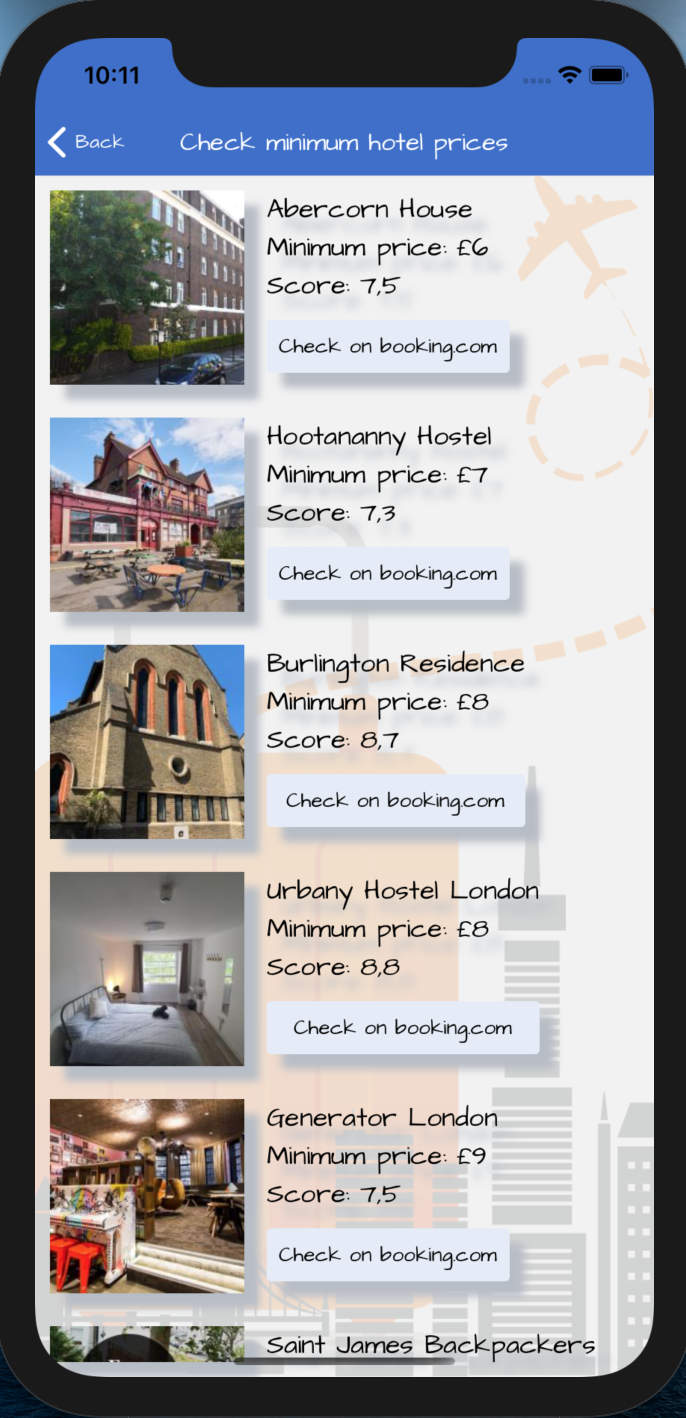 10:11
Back
Check minimum hotel prices
Abercorn House
Minimum price: £6
Score: 7,5
Check on booking.com
Hootananny Hostel
Minimum price: £7
Score: 7,3
Check on booking.com
Burlington Residence
Minimum price: £8
Score: 8,7
Check on booking.com
Urbany Hostel London
Minimum price: £8
Score: 8,8
Check on booking.com
Generator London
Minimum price: £9
Score: 7,5
Check on booking.com
Saint James Backpackers